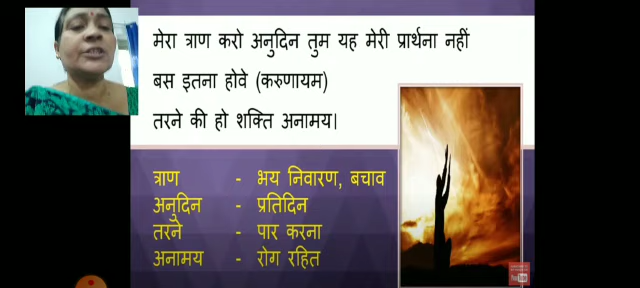 मेरा त्राण करो अनुदिन तुम यह मेरी प्रार्थना नहीं
बस इतना होवे (करुणायम)
तरने की हो शक्ति अनामय।
त्राण - भय निवारण, बचाव
अनुदिन - प्रतिदिन
तरने - पार करना
अनामय - रोग रहित
YouTube